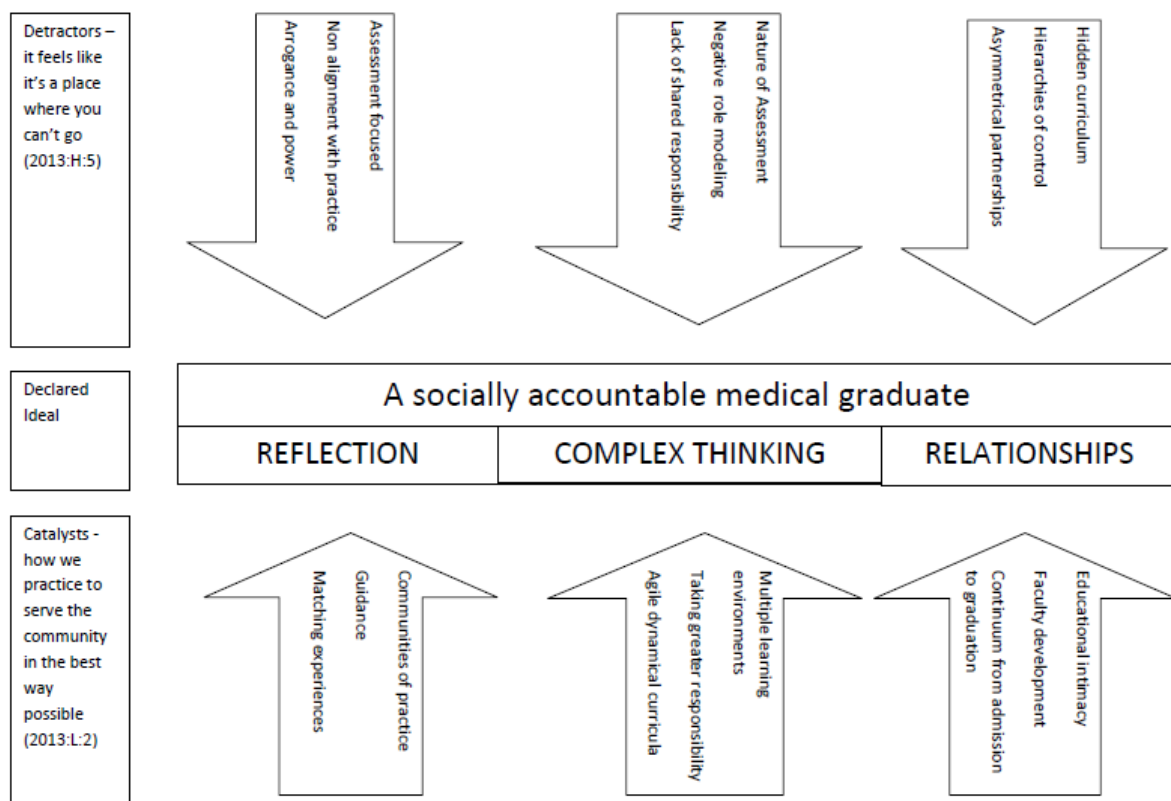 Detractors –
it feels like
it's a place
where you
can't go
(2013:H:5)
Assessment focused
Non alignment with practice
Arrogance and power
Nature of Assessment
Negative role modeling
Lack of shared responsibility
Hidden curriculum
Hierarchies of control
Asymmetrical partnerships
Declared
Ideal
A socially accountable medical graduate
REFLECTION
COMPLEX THINKING
RELATIONSHIPS
Catalysts -
how we
practice to
serve the
community
in the best
way
possible
(2013:L:2)
Communities of practice
Guidance
Matching experiences
Multiple learning
environments
Taking greater responsibility
Agile dynamical curricula
Educational intimacy
Faculty development
Continuum from admission
to graduation